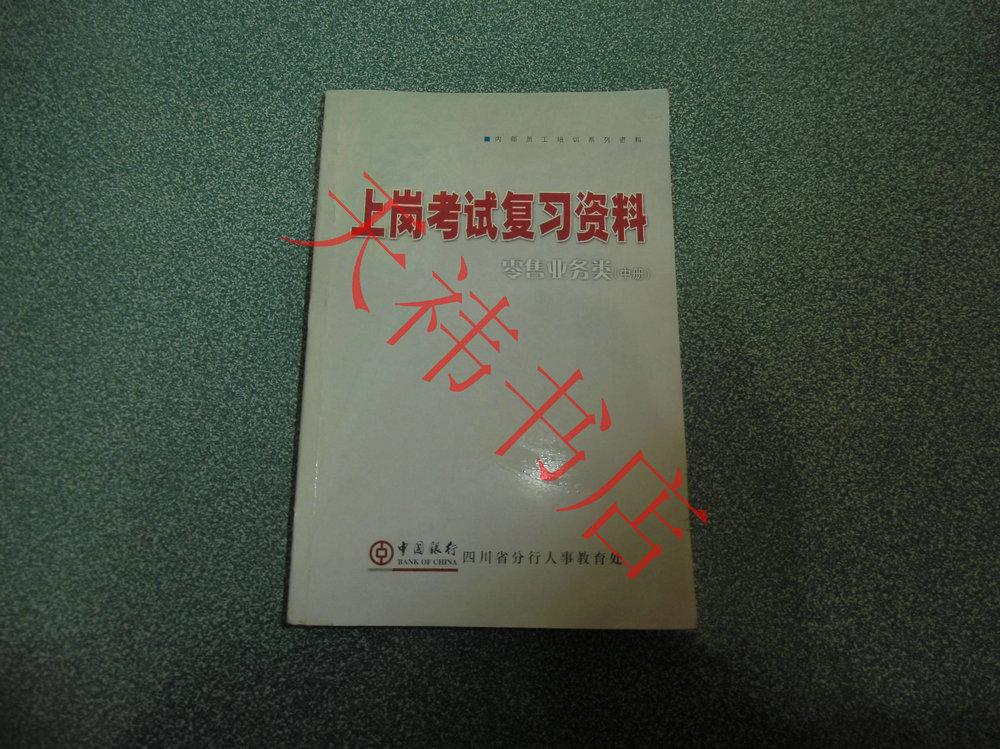 ■内部员工培训系列资料
上岗考试复习资料
零售业务类(中册)
天祎书店
中国银行
BANK OF CHINA
四川省分行人事教育处